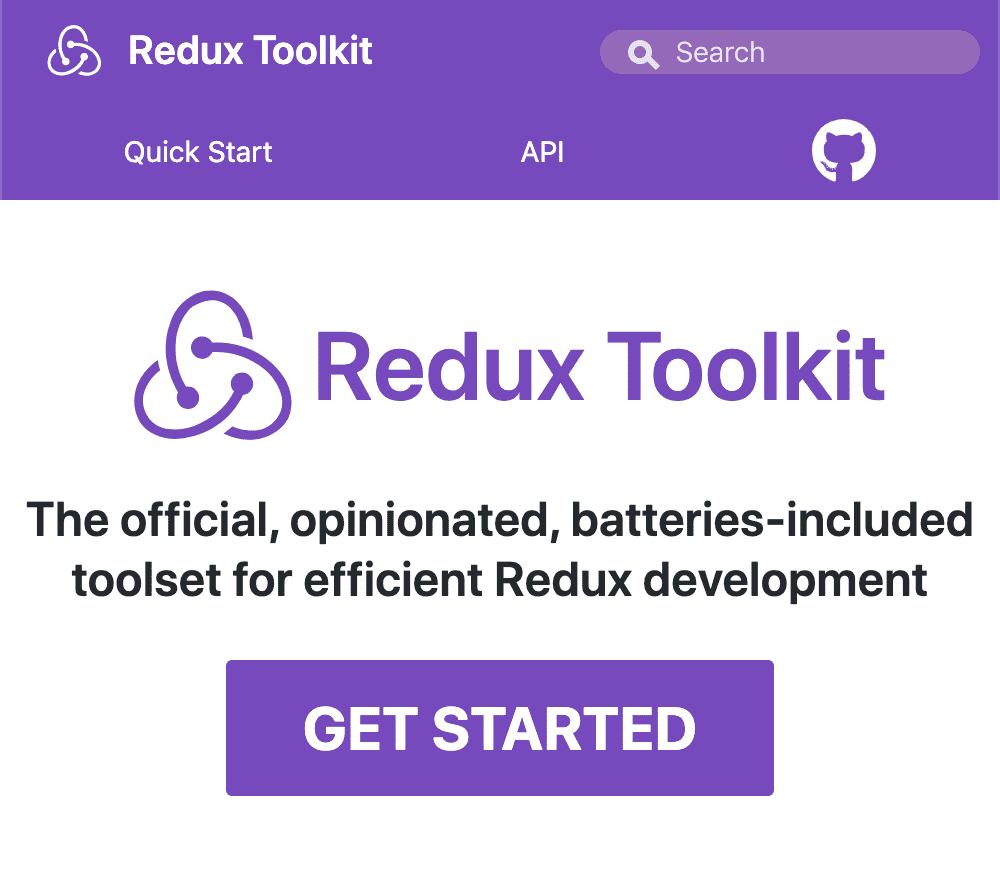 Redux Toolkit
Search
Quick Start
API
Redux Toolkit
The official, opinionated, batteries-included
toolset for efficient Redux development
GET STARTED